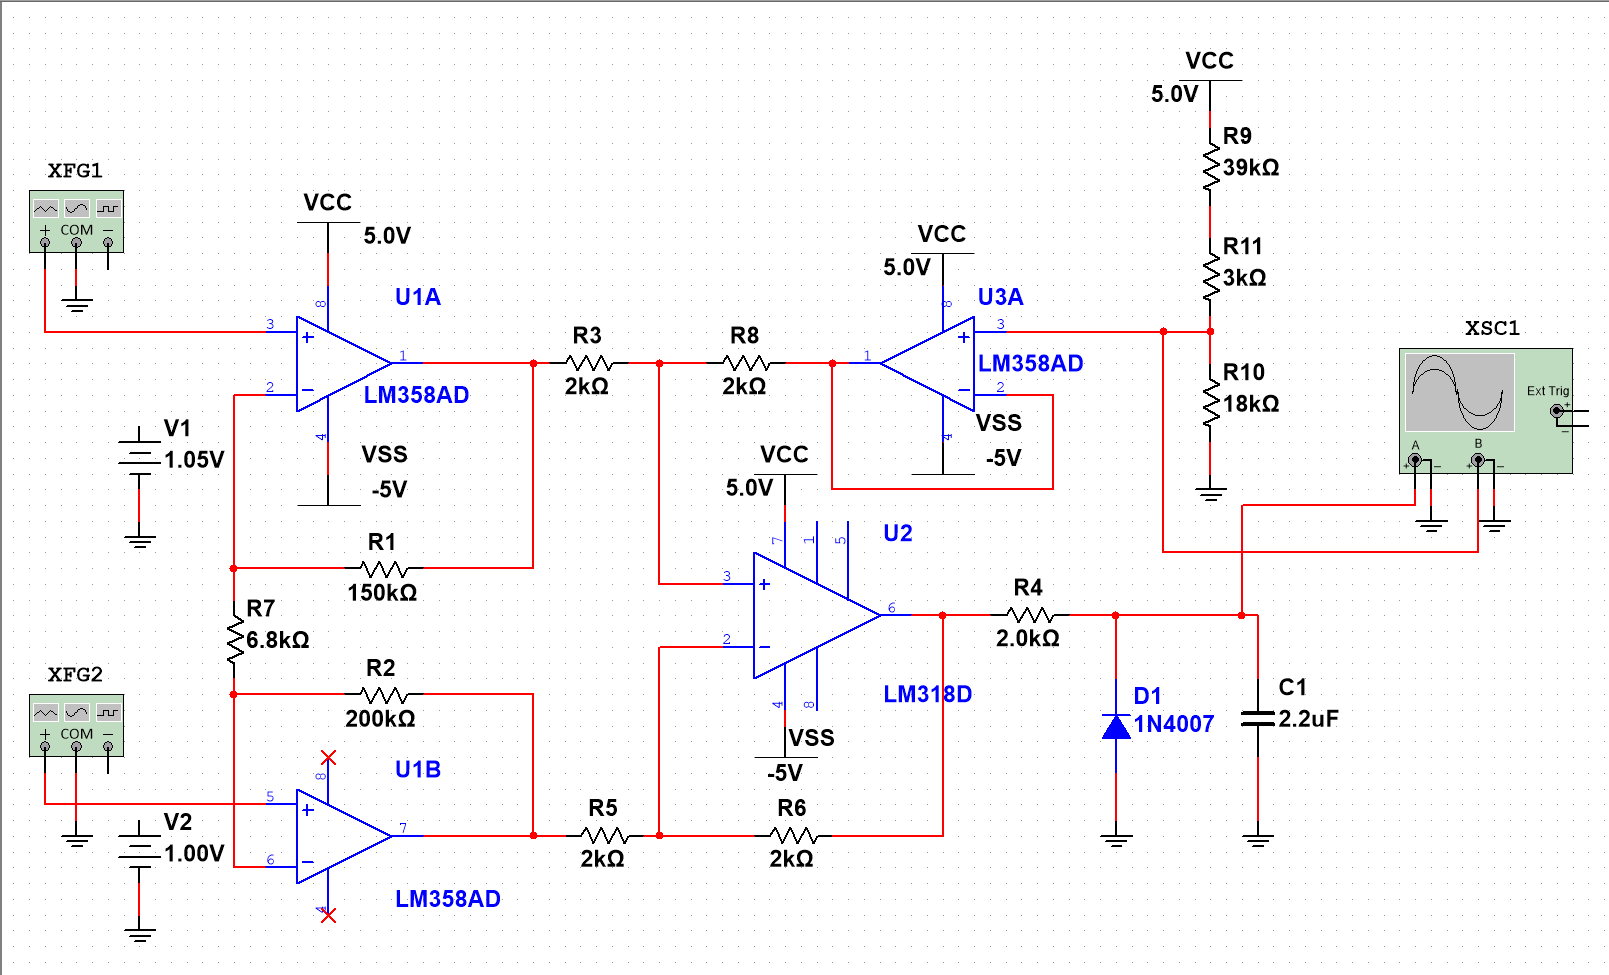 VCC
5.0V
R9
39kΩ
XFG1
+ COM −
VCC
5.0V
VCC
5.0V
R11
3kΩ
U1A
8
3
+
1
2
−
4
LM358AD
R3
2kΩ
R8
2kΩ
U3A
8
3
+
1
2
−
4
LM358AD
VSS
-5V
R10
18kΩ
XSC1
Ext Trig
+
−
A
B
+ −
+ −
V1
1.05V
VSS
-5V
VCC
5.0V
R1
150kΩ
U2
7
1
5
3
+
2
−
6
4
8
LM318D
R4
2.0kΩ
R7
6.8kΩ
XFG2
+ COM −
R2
200kΩ
D1
1N4007
C1
2.2uF
VSS
-5V
U1B
8
5
+
7
6
−
4
LM358AD
V2
1.00V
R5
2kΩ
R6
2kΩ